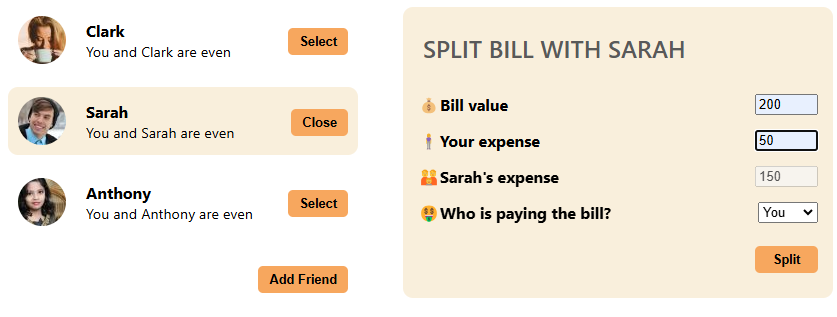 Clark
You and Clark are even
Select
Sarah
You and Sarah are even
Close
Anthony
You and Anthony are even
Select
Add Friend
SPLIT BILL WITH SARAH
Bill value 200
Your expense 50
Sarah's expense 150
Who is paying the bill? You
Split